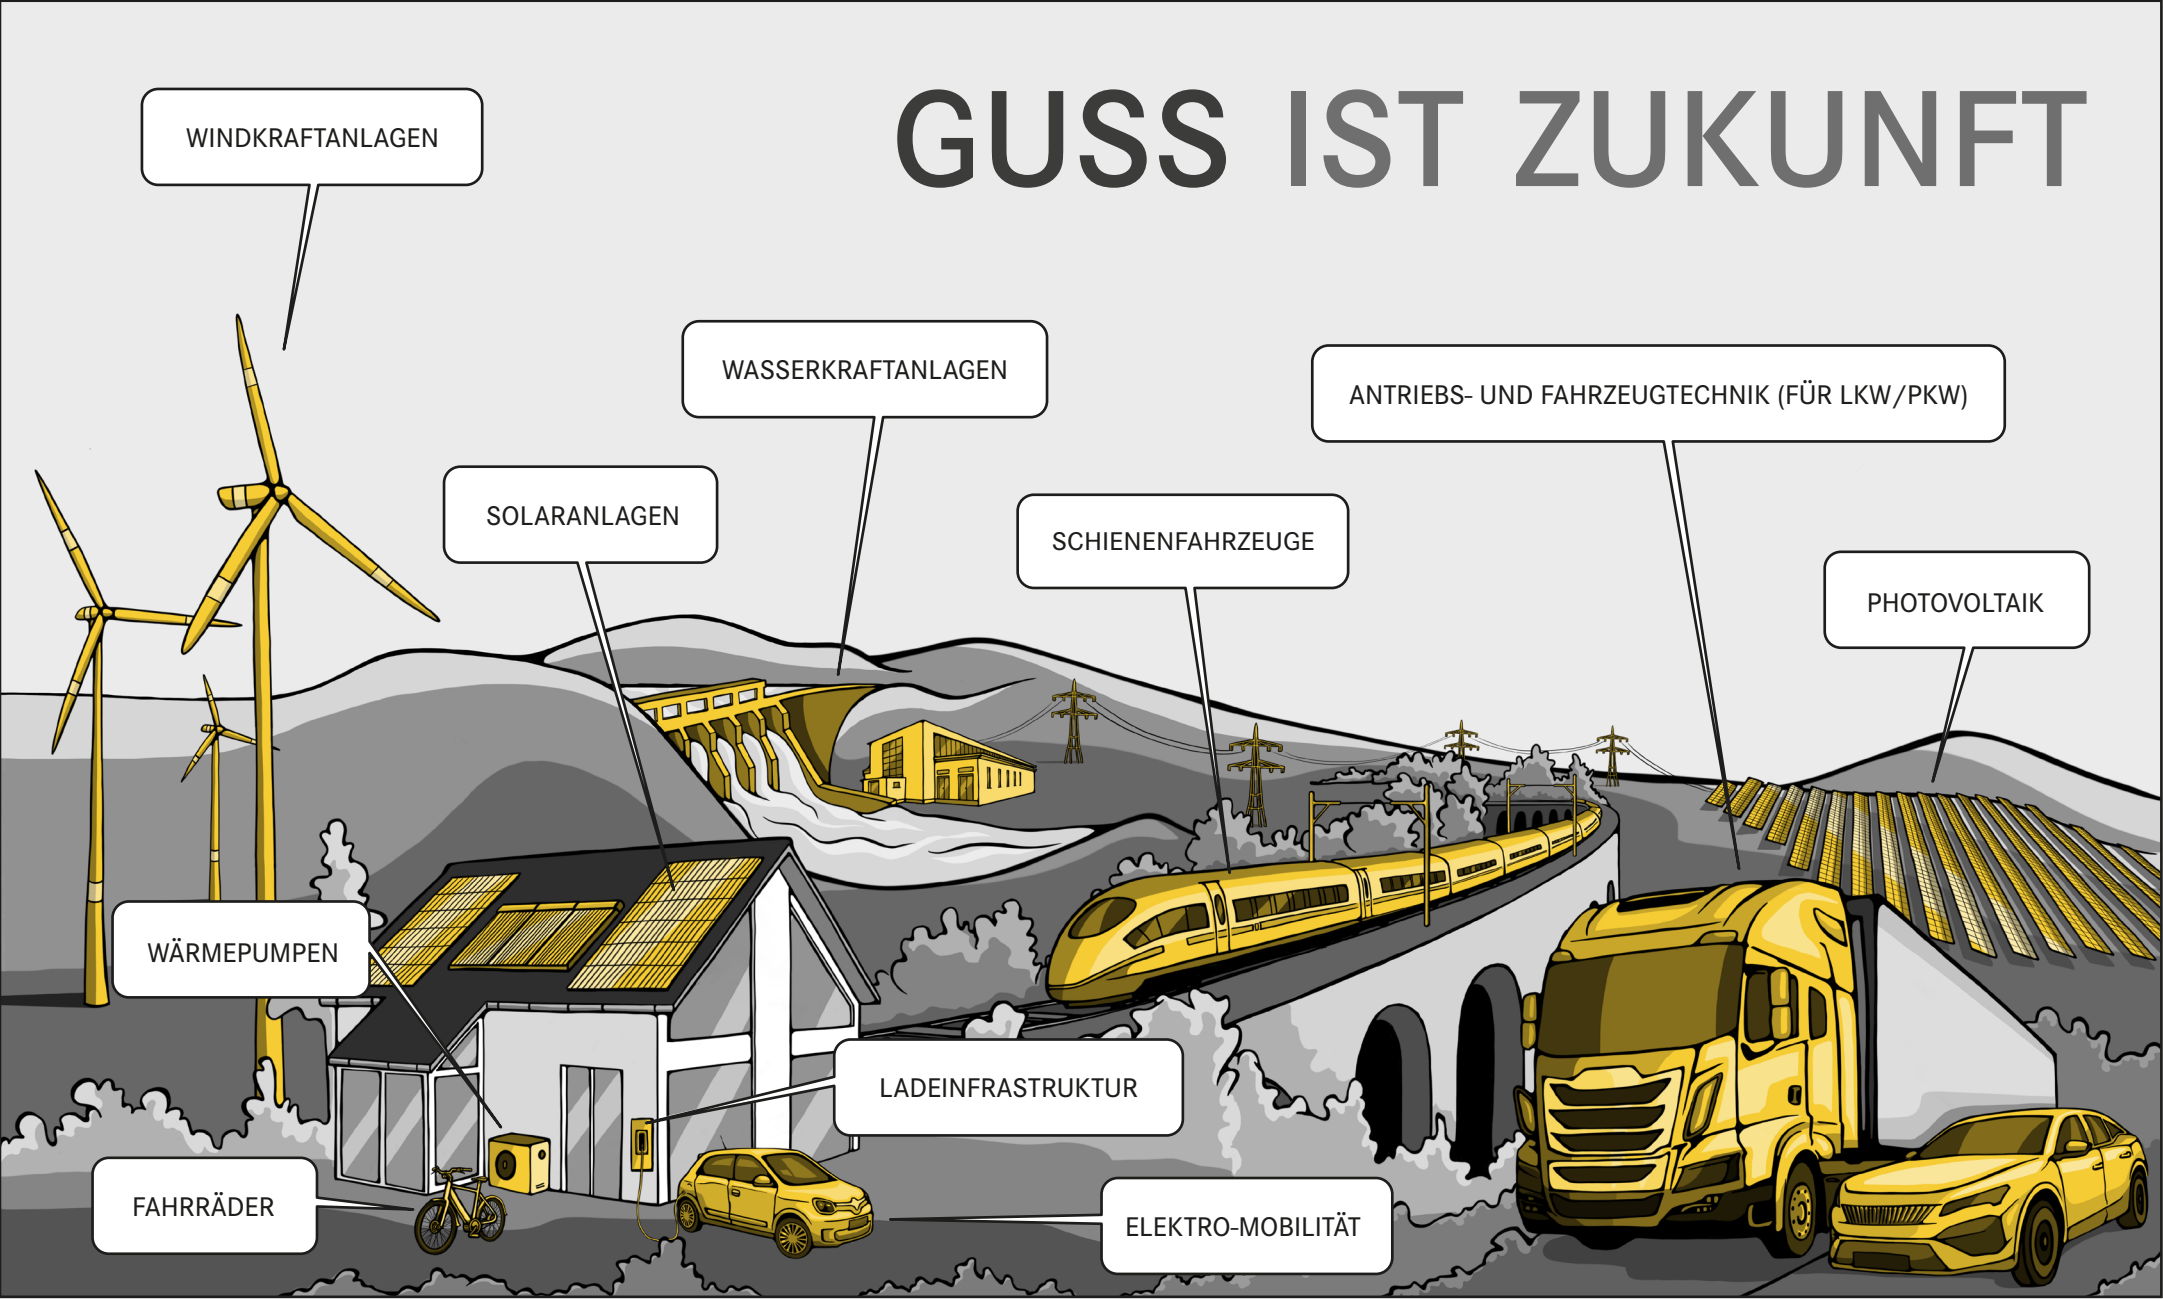 GUSS IST ZUKUNFT
WINDKRAFTANLAGEN
WASSERKRAFTANLAGEN
ANTRIEBS- UND FAHRZEUGTECHNIK (FÜR LKW/PKW)
SOLARANLAGEN
SCHIENENFAHRZEUGE
PHOTOVOLTAIK
WÄRMEPUMPEN
LADEINFRASTRUKTUR
FAHRRÄDER
ELEKTRO-MOBILITÄT